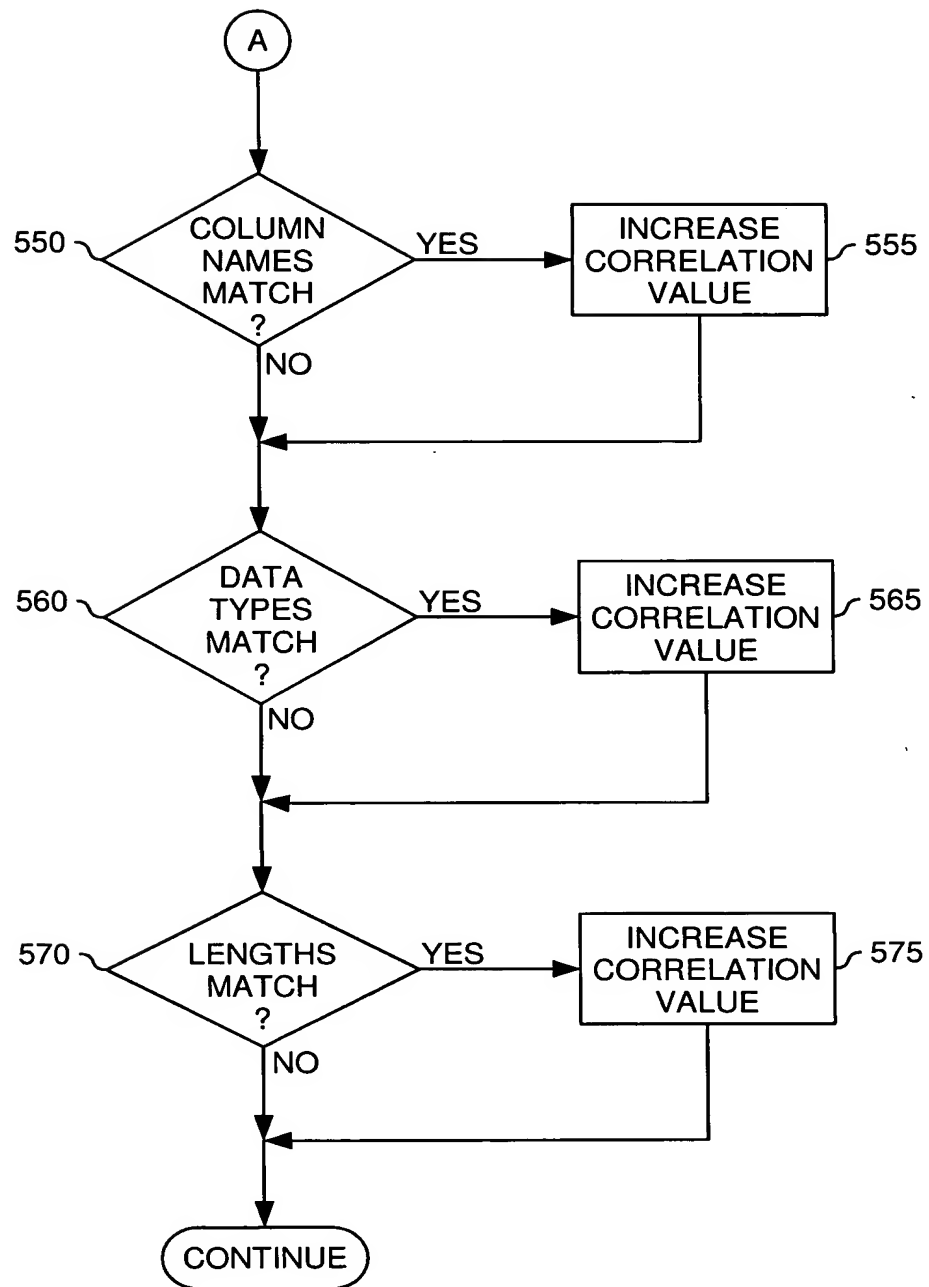 A
550
COLUMN
NAMES
MATCH
?
YES
INCREASE
CORRELATION
VALUE
555
NO
560
DATA
TYPES
MATCH
?
YES
INCREASE
CORRELATION
VALUE
565
NO
570
LENGTHS
MATCH
?
YES
INCREASE
CORRELATION
VALUE
575
NO
CONTINUE